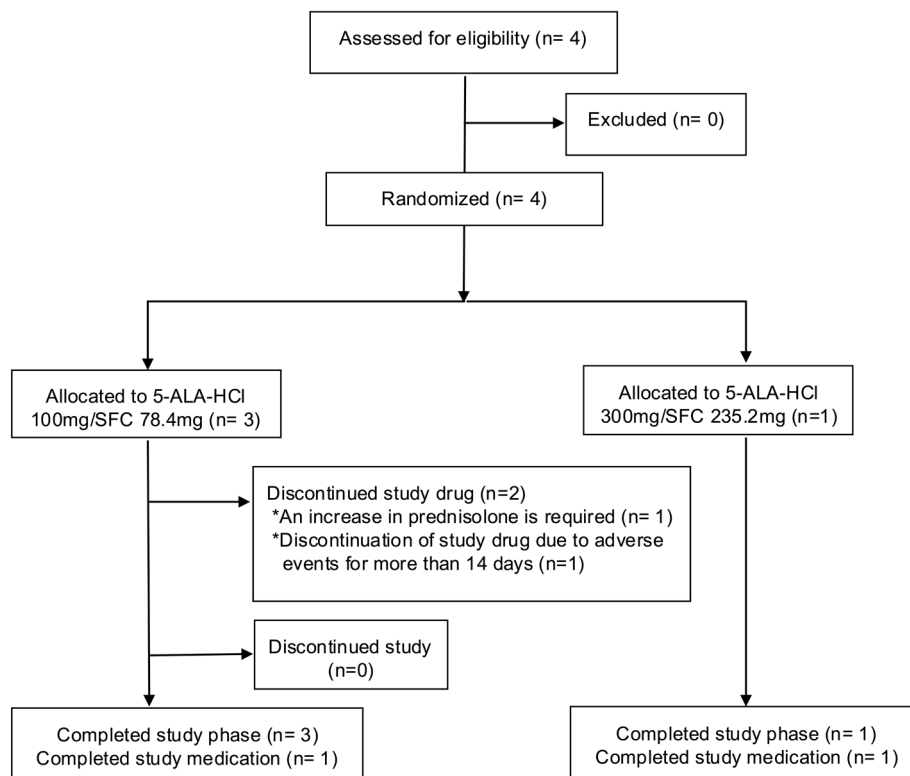 Assessed for eligibility (n= 4)
Excluded (n= 0)
Randomized (n= 4)
Allocated to 5-ALA-HCl
100mg/SFC 78.4mg (n= 3)
Allocated to 5-ALA-HCl
300mg/SFC 235.2mg (n=1)
Discontinued study drug (n=2)
*An increase in prednisolone is required (n= 1)
*Discontinuation of study drug due to adverse
events for more than 14 days (n=1)
Discontinued study
(n=0)
Completed study phase (n= 3)
Completed study medication (n= 1)
Completed study phase (n= 1)
Completed study medication (n= 1)